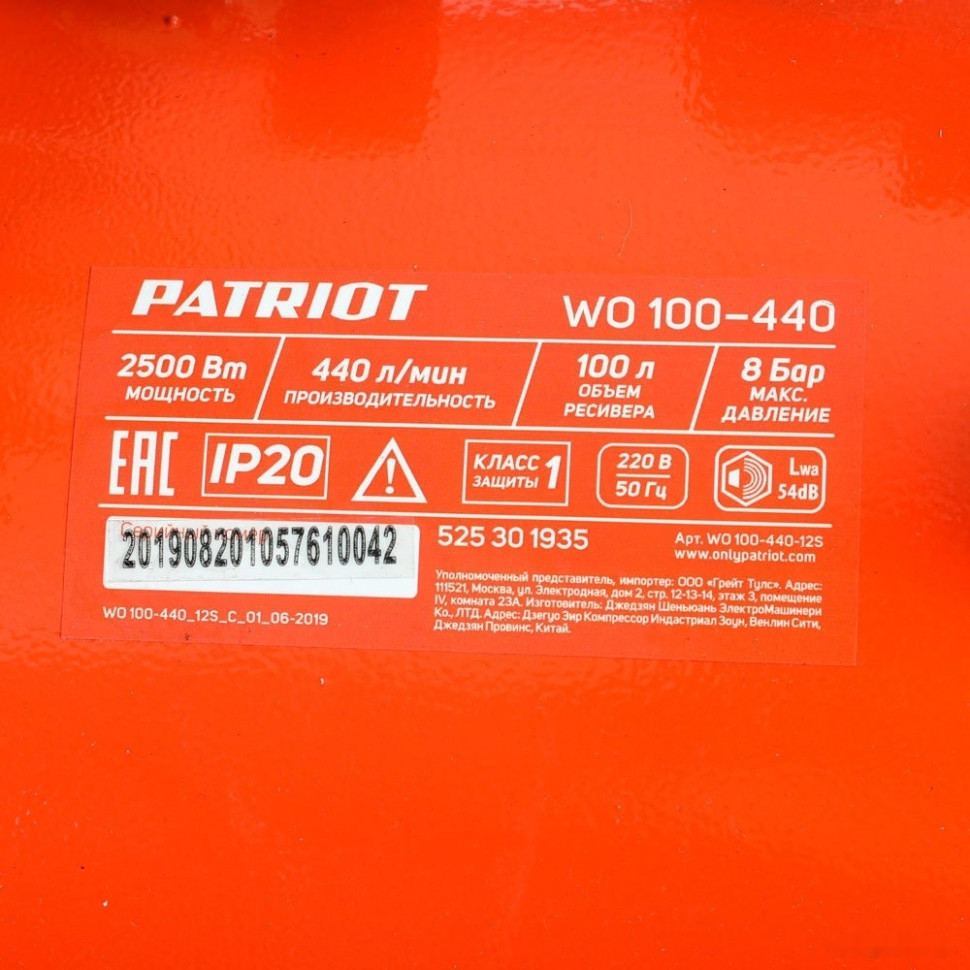 PATRIOT WO 100-440
2500 Вт 440 л/мин 100 л 8 Бар
МОЩНОСТЬ ПРОИЗВОДИТЕЛЬНОСТЬ ОБЪЕМ РЕСИВЕРА МАКС. ДАВЛЕНИЕ
EAC IP20 КЛАСС ЗАЩИТЫ 1 220 В 50 Гц Lwa 54dB
Серийный номер
201908201057610042
525 30 1935
Арт. WO 100-440-12S
www.onlypatriot.com
WO 100-440_12S_C_01_06-2019
Уполномоченный представитель, импортер: ООО «Грейт Тулс». Адрес:
111521, Москва, ул. Электродная, дом 2, стр. 12-13-14, этаж 3, помещение
IV, комната 23А. Изготовитель: Джедзян Шеньюань ЭлектроМашинери
Ко., ЛТД. Адрес: Дзегуо Эир Компрессор Индастриал Зоун, Венлин Сити,
Джедзян Провинс, Китай.